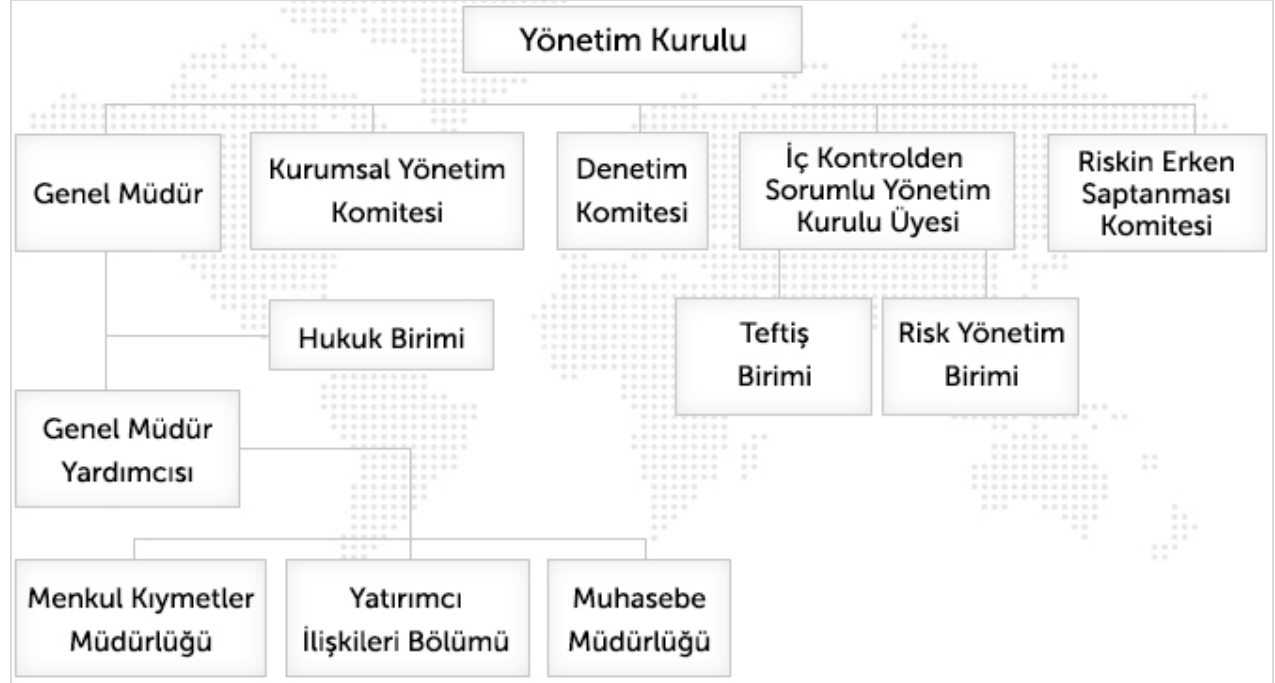 Yönetim Kurulu
Genel Müdür
Kurumsal Yönetim
Komitesi
Denetim
Komitesi
İç Kontrolden
Sorumlu Yönetim
Kurulu Üyesi
Riskin Erken
Saptanması
Komitesi
Hukuk Birimi
Teftiş
Birimi
Risk Yönetim
Birimi
Genel Müdür
Yardımcısı
Menkul Kıymetler
Müdürlüğü
Yatırımcı
İlişkileri Bölümü
Muhasebe
Müdürlüğü